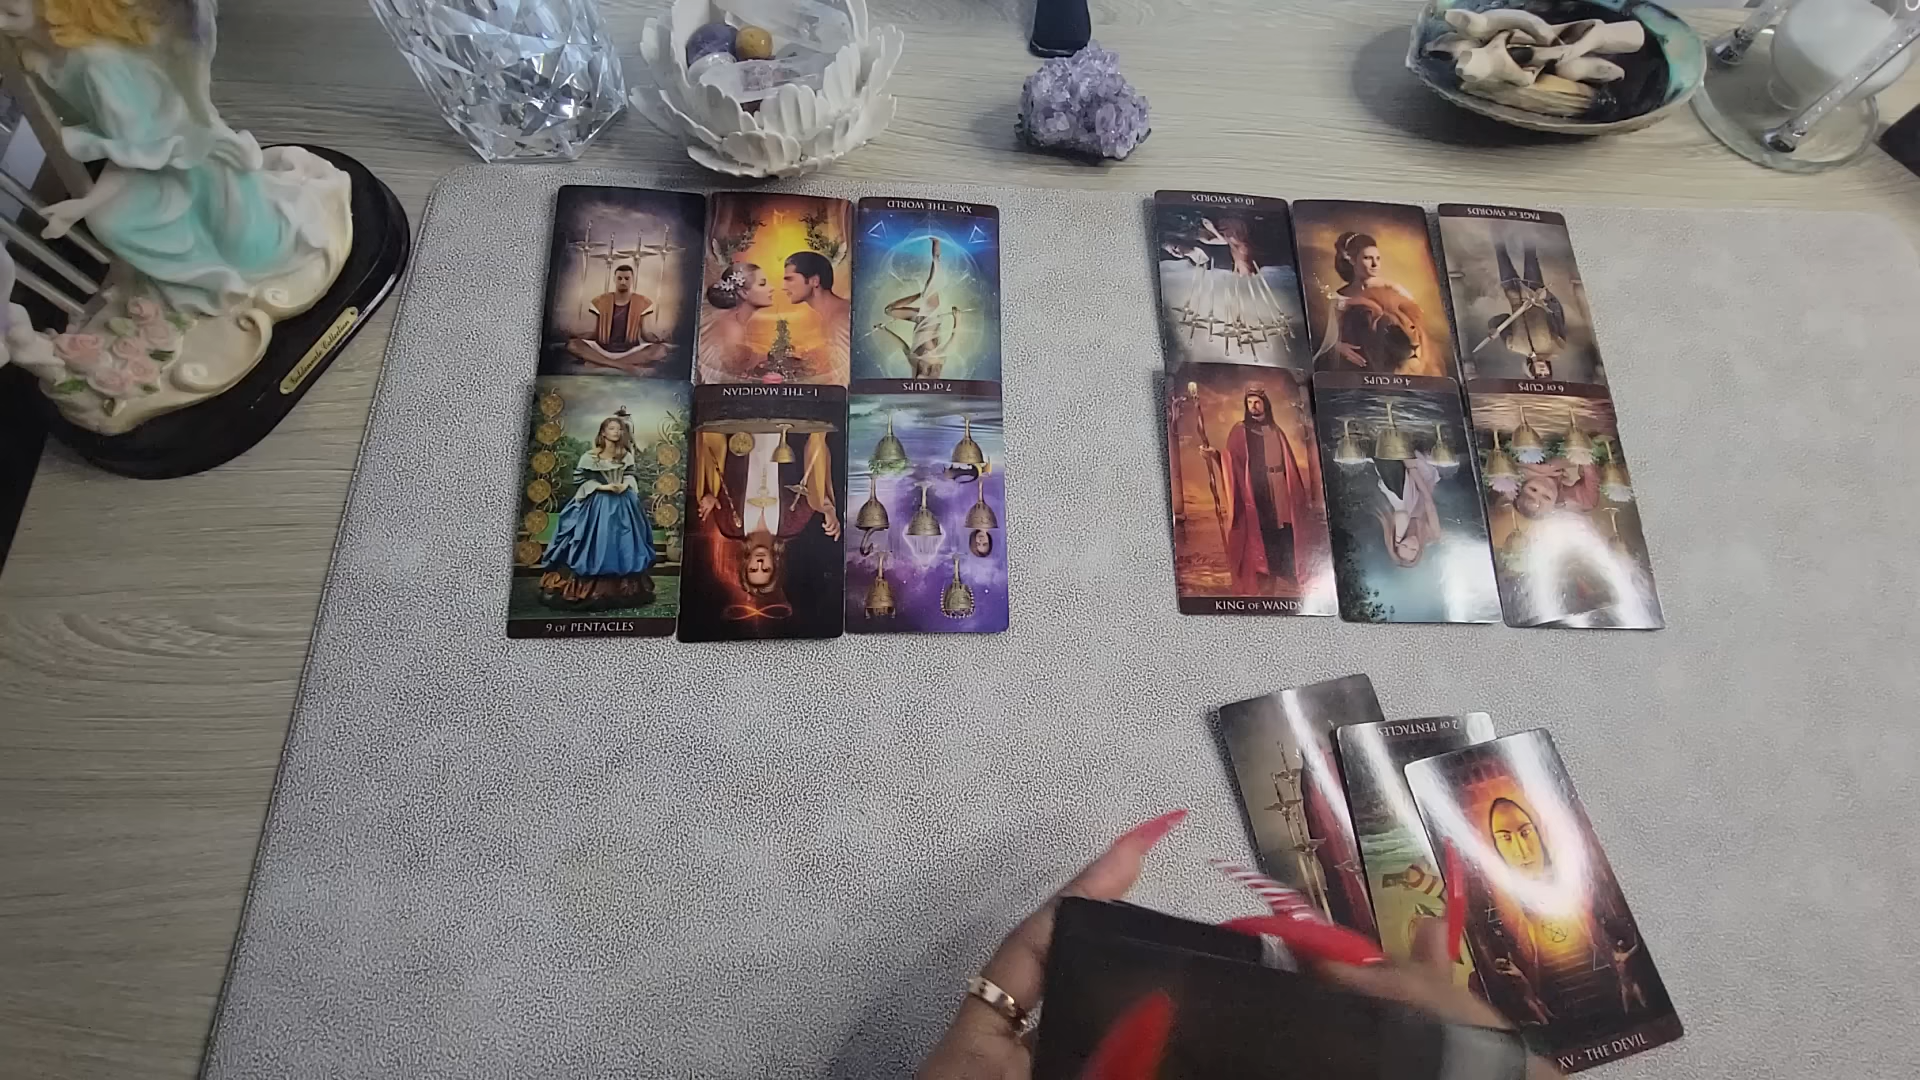 XXI - THE WORLD
10 OF SWORDS
PAGE OF SWORDS
I - THE MAGICIAN
7 OF CUPS
4 OF CUPS
6 OF CUPS
9 OF PENTACLES
KING OF WANDS
2 OF PENTACLES
XV - THE DEVIL